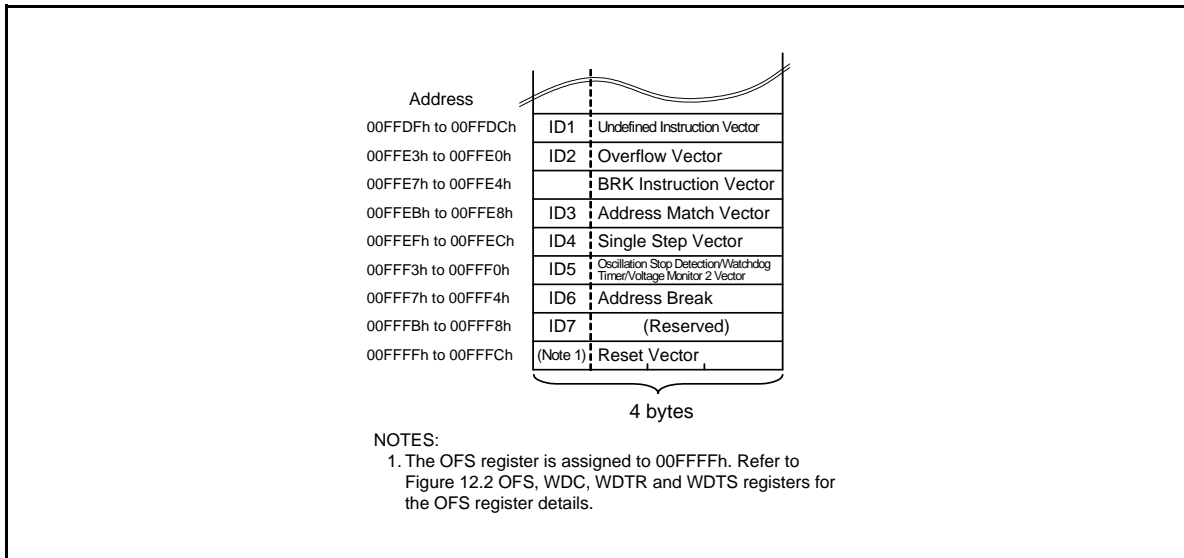 Address
00FFDFh to 00FFDCh ID1 Undefined Instruction Vector
00FFE3h to 00FFE0h ID2 Overflow Vector
00FFE7h to 00FFE4h BRK Instruction Vector
00FFEBh to 00FFE8h ID3 Address Match Vector
00FFEFh to 00FFECh ID4 Single Step Vector
00FFF3h to 00FFF0h ID5 Oscillation Stop Detection/Watchdog
Timer/Voltage Monitor 2 Vector
00FFF7h to 00FFF4h ID6 Address Break
00FFFBh to 00FFF8h ID7 (Reserved)
00FFFFh to 00FFFCh (Note 1) Reset Vector
4 bytes
NOTES:
1. The OFS register is assigned to 00FFFFh. Refer to
Figure 12.2 OFS, WDC, WDTR and WDTS registers for
the OFS register details.